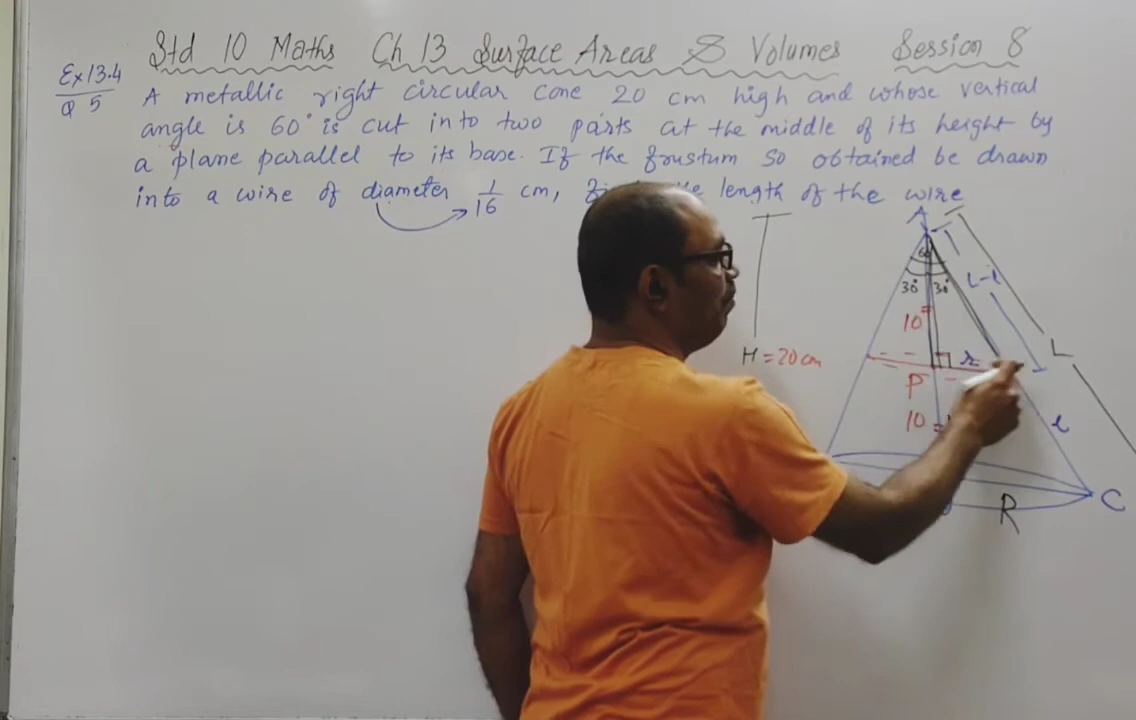 Std 10 Maths Ch 13 Surface Areas & Volumes Session 8
Ex 13.4
Q 5
A metallic right circular cone 20 cm high and whose vertical
angle is 60° is cut into two parts at the middle of its height by
a plane parallel to its base. If the frustum so obtained be drawn
into a wire of diameter 1/16 cm, the length of the wire
A
60
30° 30°
L-l
10
H = 20 cm
r
L
P
10
l
C
R